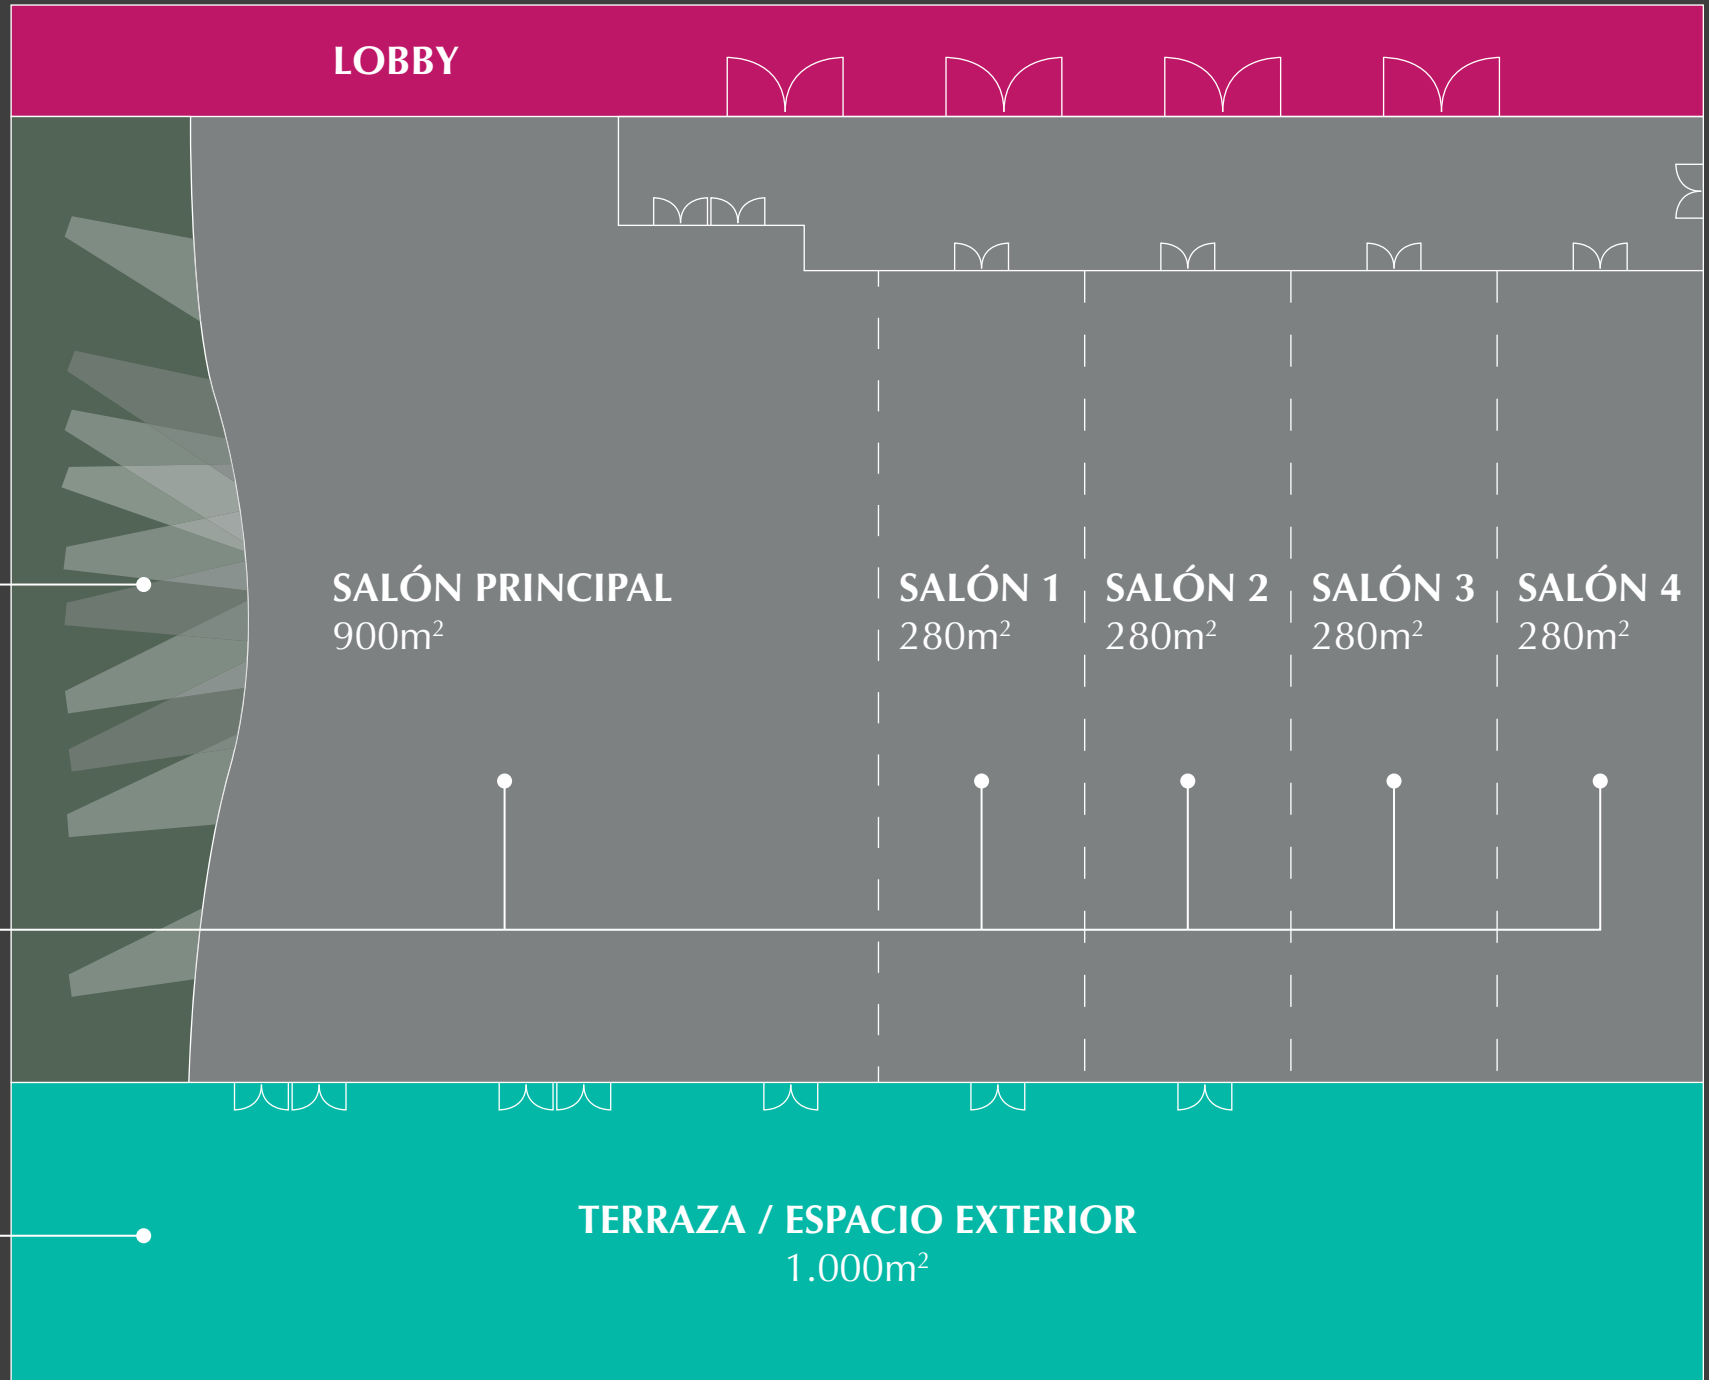 LOBBY
SALÓN PRINCIPAL
900m²
SALÓN 1
280m²
SALÓN 2
280m²
SALÓN 3
280m²
SALÓN 4
280m²
TERRAZA / ESPACIO EXTERIOR
1.000m²